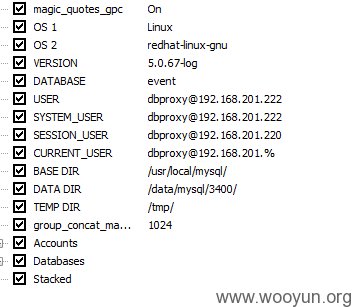 magic_quotes_gpc On
OS 1 Linux
OS 2 redhat-linux-gnu
VERSION 5.0.67-log
DATABASE event
USER dbproxy@192.168.201.222
SYSTEM_USER dbproxy@192.168.201.222
SESSION_USER dbproxy@192.168.201.220
CURRENT_USER dbproxy@192.168.201.%
BASE DIR /usr/local/mysql/
DATA DIR /data/mysql/3400/
TEMP DIR /tmp/
group_concat_ma... 1024
Accounts
Databases
Stacked
www.wooyun.org